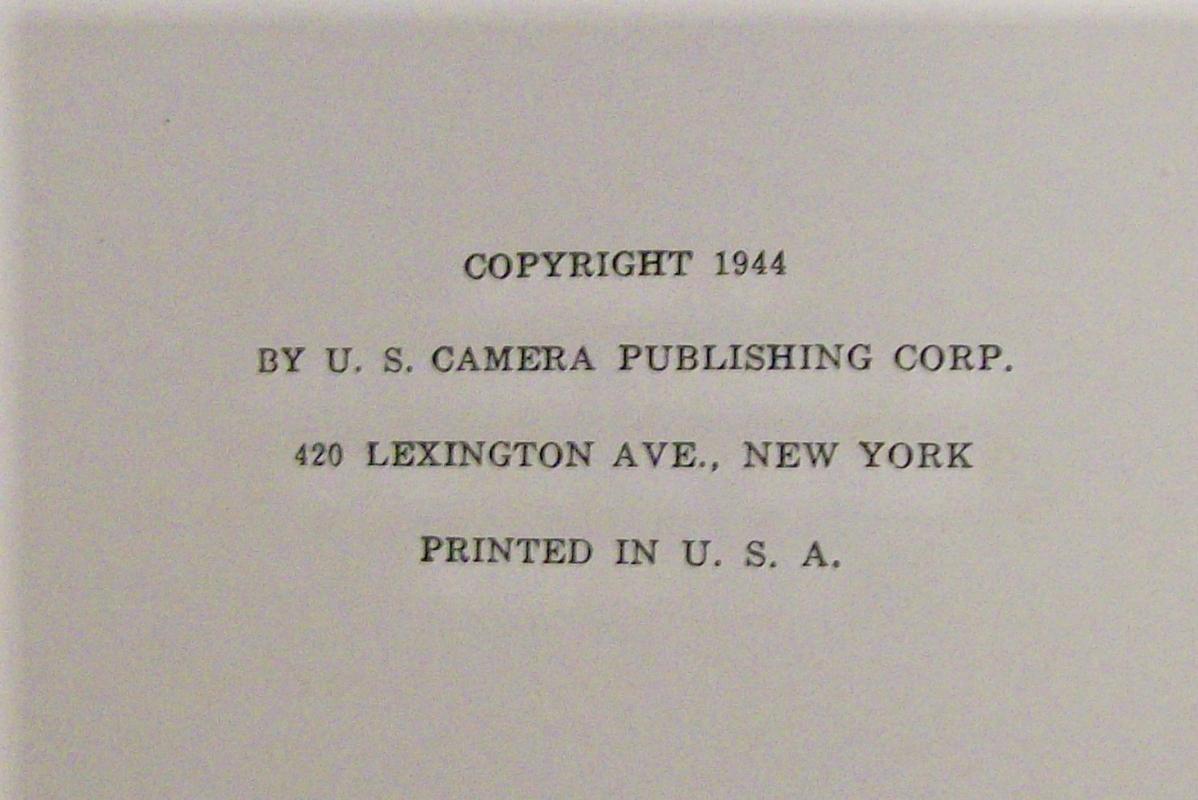 COPYRIGHT 1944
BY U. S. CAMERA PUBLISHING CORP.
420 LEXINGTON AVE., NEW YORK
PRINTED IN U. S. A.